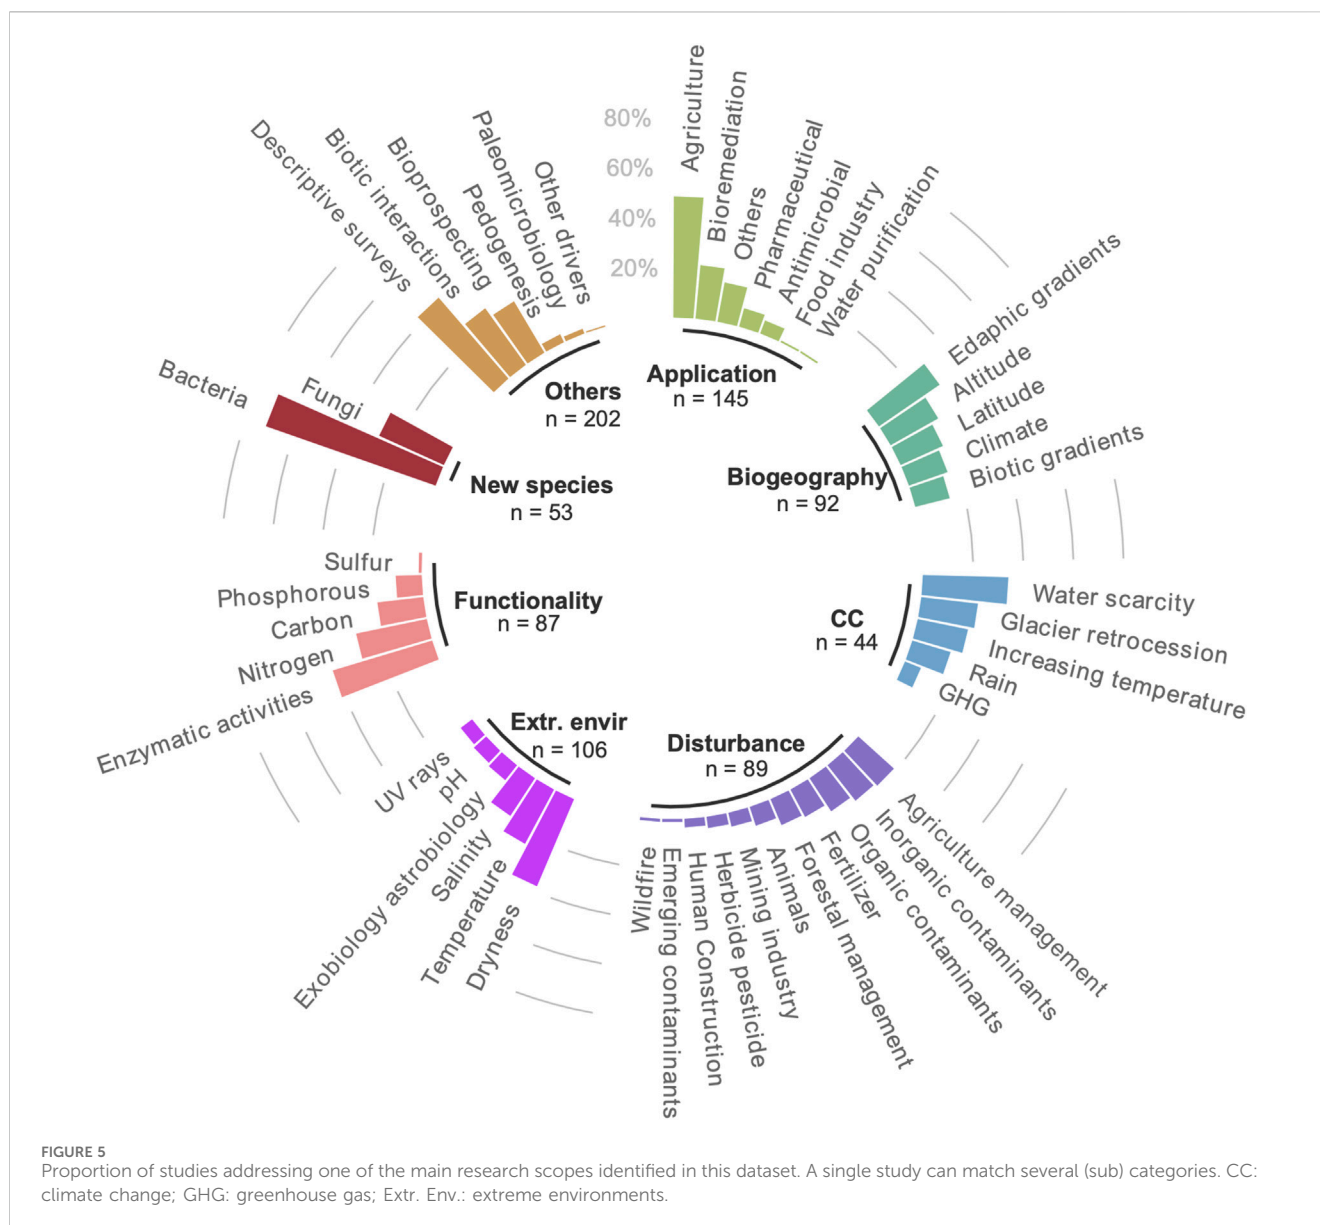 80%
60%
40%
20%
Agriculture
Bioremediation
Others
Pharmaceutical
Antimicrobial
Food industry
Water purification
Application
n = 145
Edaphic gradients
Altitude
Latitude
Climate
Biotic gradients
Biogeography
n = 92
Water scarcity
Glacier retrocession
Increasing temperature
Rain
GHG
CC
n = 44
Agriculture management
Inorganic contaminants
Organic contaminants
Fertilizer
Forestal management
Animals
Mining industry
Herbicide pesticide
Human Construction
Emerging contaminants
Wildfire
Disturbance
n = 89
Dryness
Temperature
Salinity
Exobiology astrobiology
pH
UV rays
Extr. envir
n = 106
Enzymatic activities
Nitrogen
Carbon
Phosphorous
Sulfur
Functionality
n = 87
Bacteria
Fungi
New species
n = 53
Descriptive surveys
Biotic interactions
Bioprospecting
Pedogenesis
Paleomicrobiology
Other drivers
Others
n = 202
FIGURE 5
Proportion of studies addressing one of the main research scopes identified in this dataset. A single study can match several (sub) categories. CC:
climate change; GHG: greenhouse gas; Extr. Env.: extreme environments.